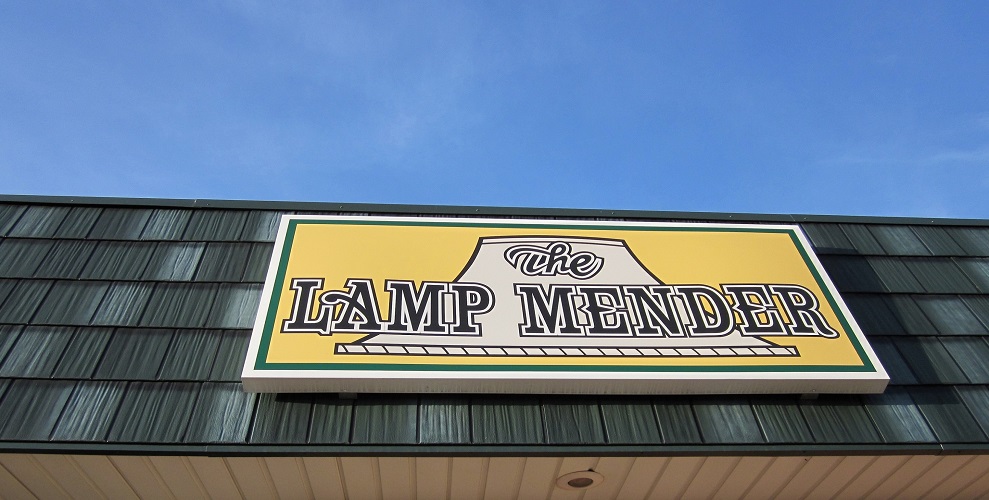 The
LAMP MENDER